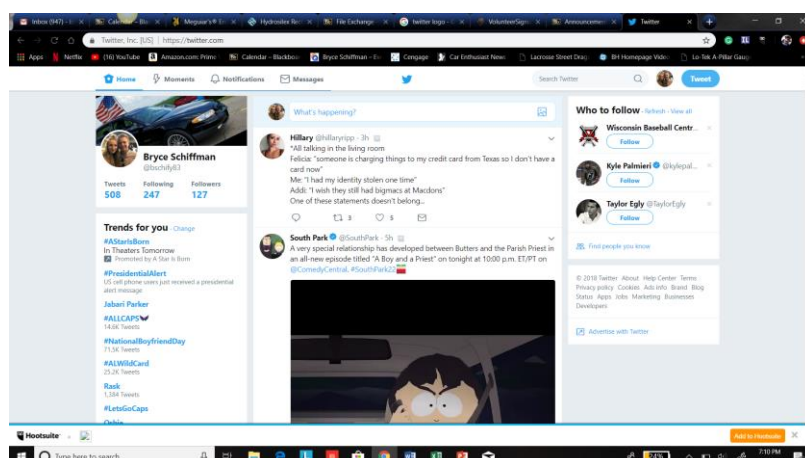 Inbox (947)
Meguiar's®
File Exchange
twitter logo
VolunteerSign
Announcemen
Twitter
Twitter, Inc. [US] | https://twitter.com
Apps
Netflix
(16) YouTube
Amazon.com: Prime
Calendar – Blackboa
Bryce Schiffman
Cengage
Car Enthusiast News
Lacrosse Street Drag
BH Homepage Video
Lo-Tek A-Pillar Gaug
Home
Moments
Notifications
Messages
Search Twitter
Tweet
Bryce Schiffman
Tweets Following Followers
508 247 127
Trends for you · Change
#AStarIsBorn
In Theaters Tomorrow
Promoted by A Star Is Born
#PresidentialAlert
US cell phone users just received a presidential
alert message
Jabari Parker
#ALLCAPS
14.6K Tweets
#NationalBoyfriendDay
71.5K Tweets
#ALWildCard
25.2K Tweets
Rask
1,384 Tweets
#LetsGoCaps
What's happening?
Hillary @hillaryripp · 3h
*All talking in the living room
Felicia: "someone is charging things to my credit card from Texas so I don't have a
card now"
Me: "I had my identity stolen one time"
Addi: "I wish they still had bigmacs at Macdons"
One of these statements doesn't belong...
3 5
South Park @SouthPark · 5h
A very special relationship has developed between Butters and the Parish Priest in
an all-new episode titled "A Boy and a Priest" on tonight at 10:00 p.m. ET/PT on
@ComedyCentral. #SouthPark22
Who to follow · Refresh · View all
Wisconsin Baseball Centr...
Follow
Kyle Palmieri @kylepal...
Follow
Taylor Egly @TaylorEgly
Follow
Find people you know
© 2018 Twitter About Help Center Terms
Privacy policy Cookies Ads info Brand Blog
Status Apps Jobs Marketing Businesses
Developers
Advertise with Twitter
Hootsuite
Add to Hootsuite
Type here to search
7:10 PM